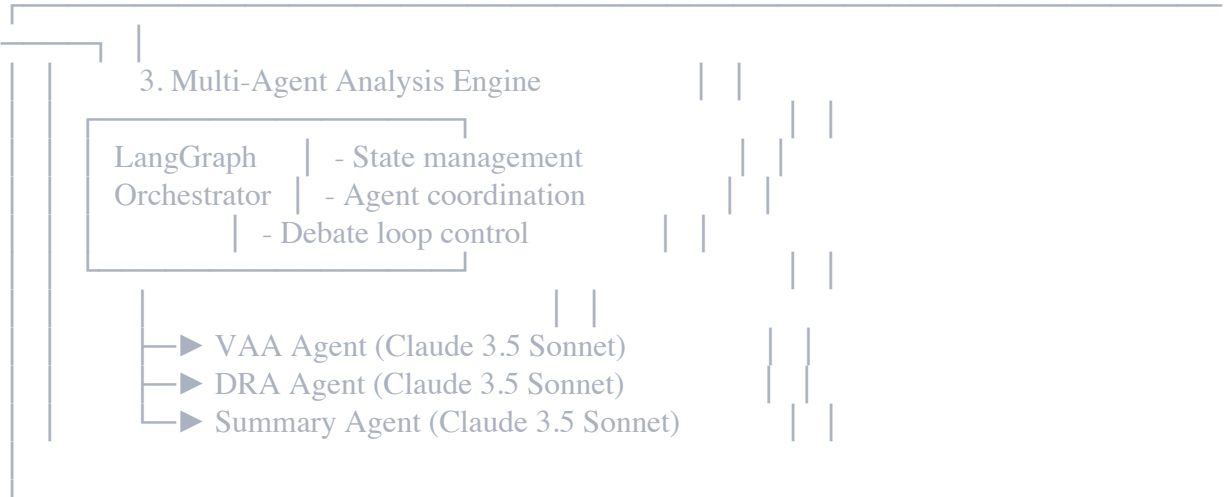 3. Multi-Agent Analysis Engine
LangGraph - State management
Orchestrator - Agent coordination
- Debate loop control
VAA Agent (Claude 3.5 Sonnet)
DRA Agent (Claude 3.5 Sonnet)
Summary Agent (Claude 3.5 Sonnet)